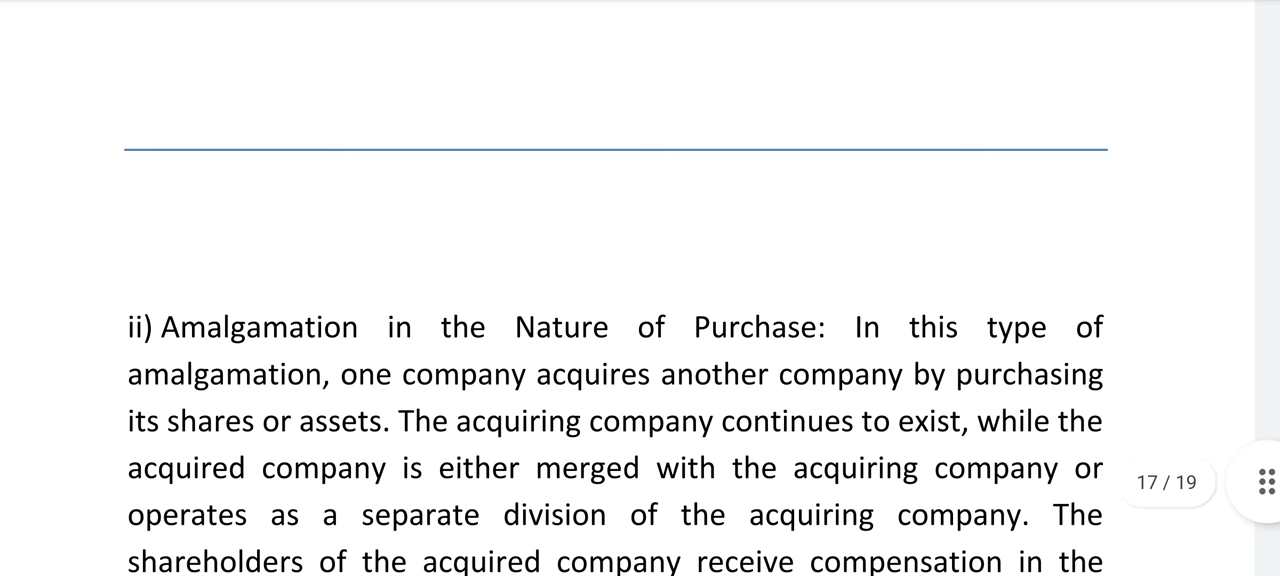 ii) Amalgamation in the Nature of Purchase: In this type of
amalgamation, one company acquires another company by purchasing
its shares or assets. The acquiring company continues to exist, while the
acquired company is either merged with the acquiring company or
operates as a separate division of the acquiring company. The
shareholders of the acquired company receive compensation in the
17 / 19